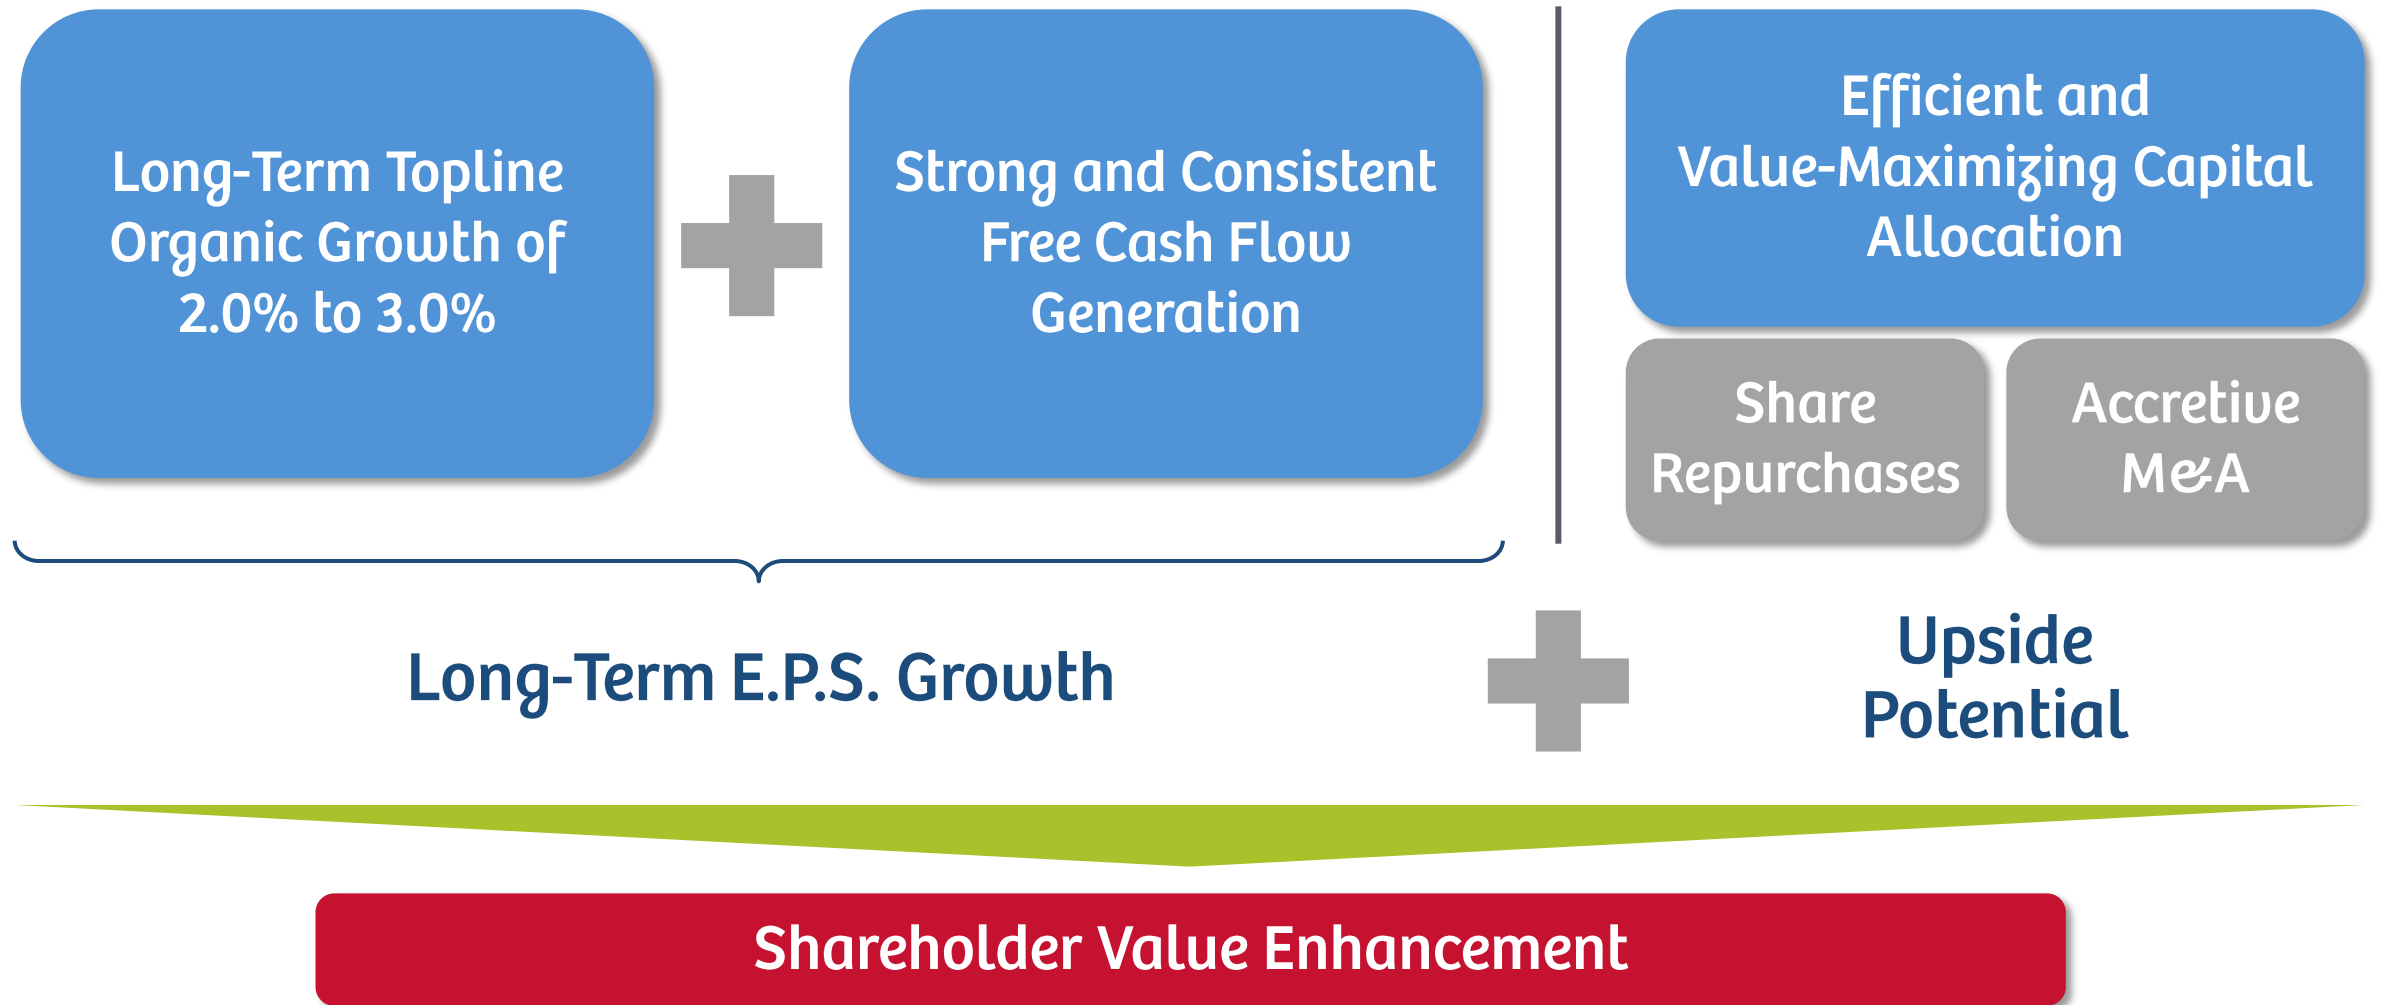 Long-Term Topline
Organic Growth of
2.0% to 3.0%
Strong and Consistent
Free Cash Flow
Generation
Efficient and
Value-Maximizing Capital
Allocation
Share
Repurchases
Accretive
M&A
Long-Term E.P.S. Growth
Upside
Potential
Shareholder Value Enhancement